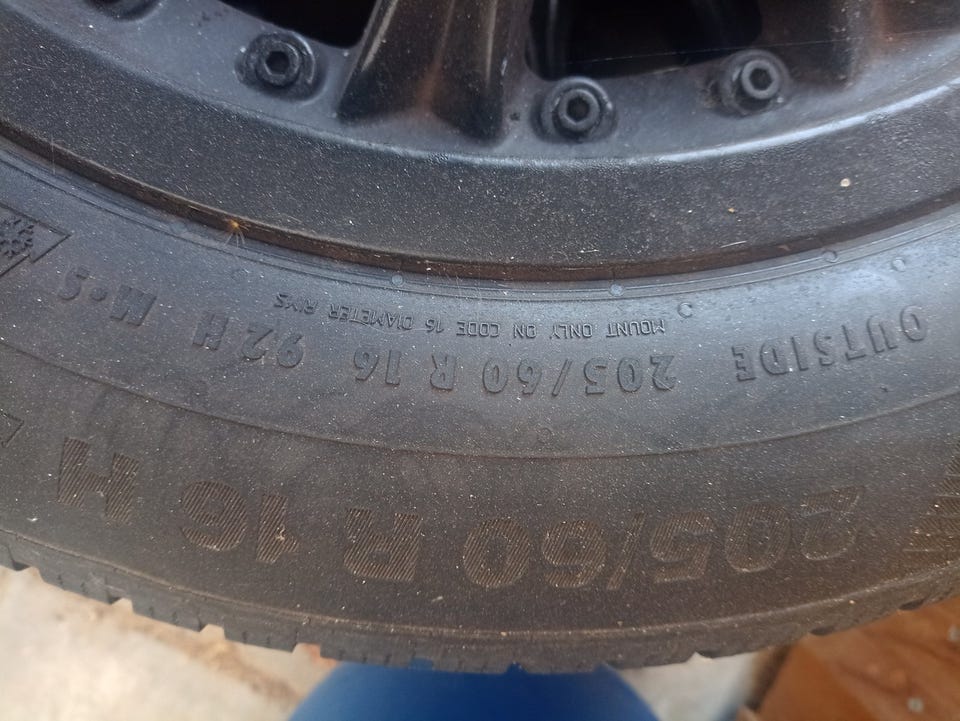 OUTSIDE 205/60 R 16 92 H M•S
MOUNT ONLY ON CODE 16 DIAMETER RIMS
205/60 R 16 H